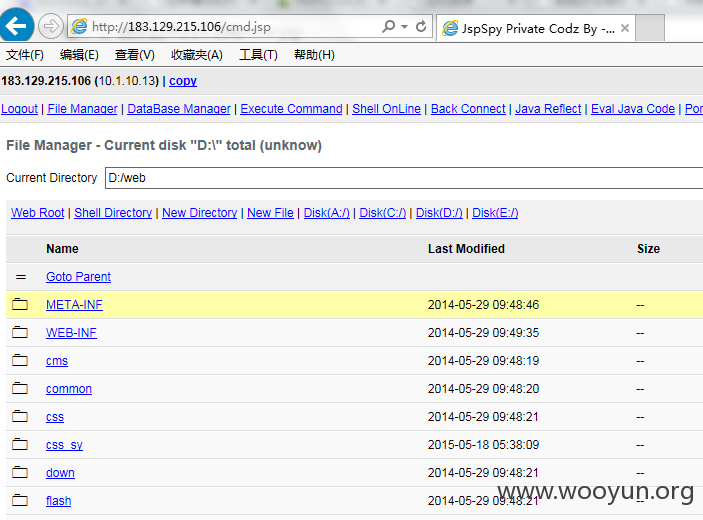 http://183.129.215.106/cmd.jsp
JspSpy Private Codz By - ...
文件(F) 编辑(E) 查看(V) 收藏夹(A) 工具(T) 帮助(H)
183.129.215.106 (10.1.10.13) | copy
Logout | File Manager | DataBase Manager | Execute Command | Shell OnLine | Back Connect | Java Reflect | Eval Java Code | Por
File Manager - Current disk "D:\" total (unknow)
Current Directory D:/web
Web Root | Shell Directory | New Directory | New File | Disk(A:/) | Disk(C:/) | Disk(D:/) | Disk(E:/)
Name Last Modified Size
= Goto Parent
META-INF 2014-05-29 09:48:46 --
WEB-INF 2014-05-29 09:49:35 --
cms 2014-05-29 09:48:19 --
common 2014-05-29 09:48:20 --
css 2014-05-29 09:48:21 --
css_sy 2015-05-18 05:38:09 --
down 2014-05-29 09:48:21 --
flash 2014-05-29 09:48:21 --
www.wooyun.org